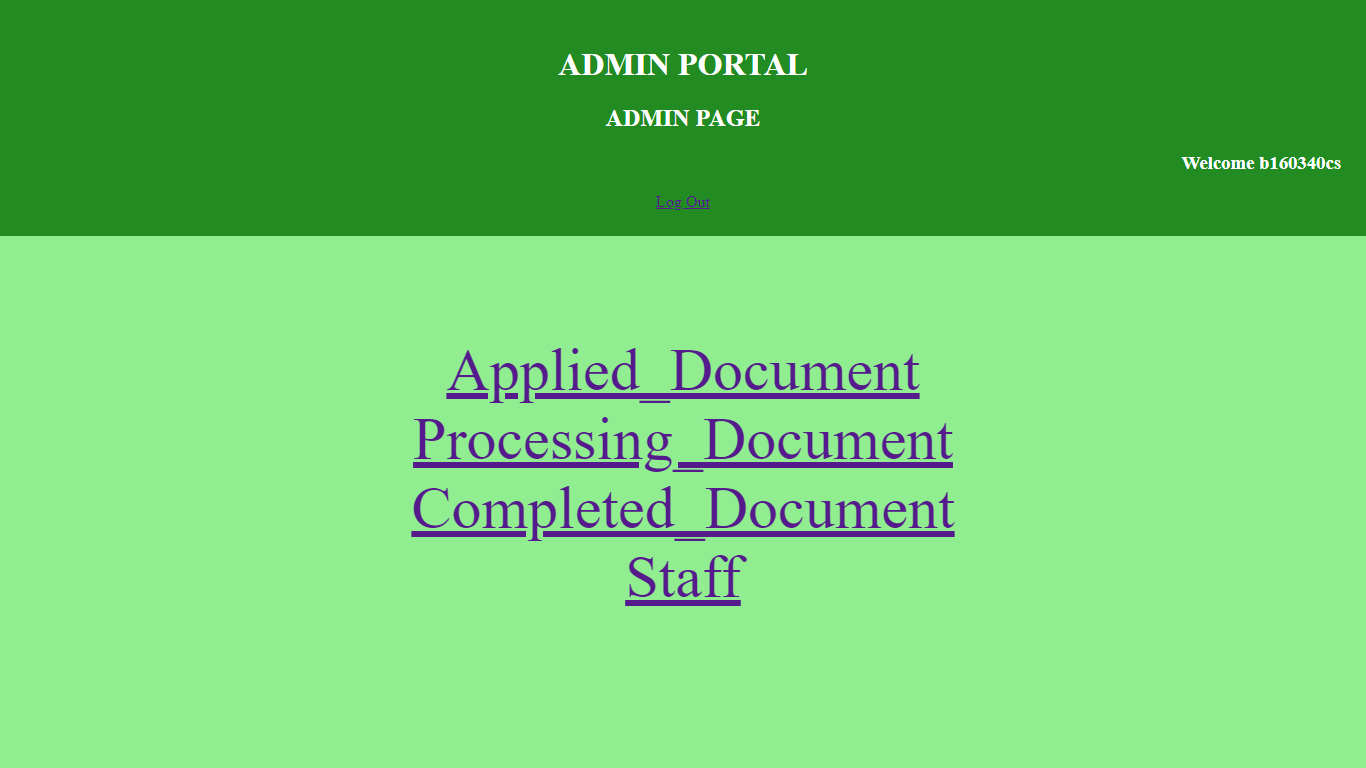 ADMIN PORTAL
ADMIN PAGE
Welcome b160340cs
Log Out
Applied_Document
Processing_Document
Completed_Document
Staff